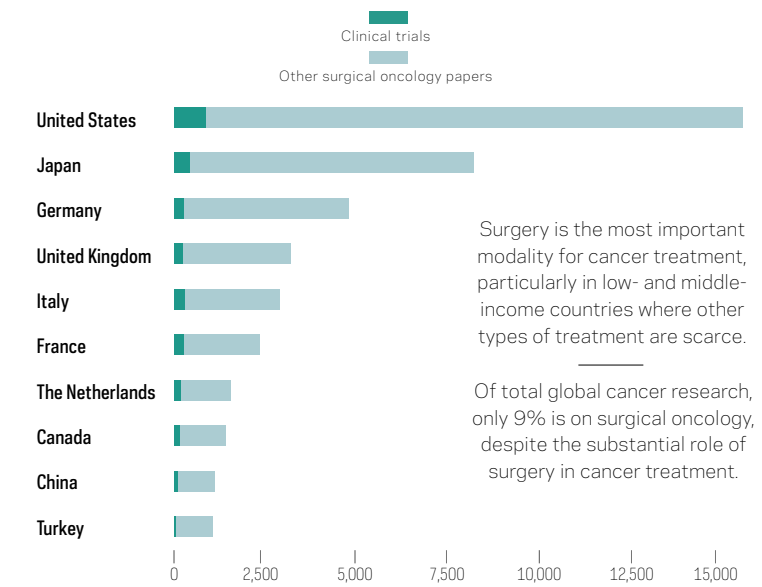 Clinical trials
Other surgical oncology papers
United States
Japan
Germany
United Kingdom
Italy
France
The Netherlands
Canada
China
Turkey
Surgery is the most important
modality for cancer treatment,
particularly in low- and middle-
income countries where other
types of treatment are scarce.
Of total global cancer research,
only 9% is on surgical oncology,
despite the substantial role of
surgery in cancer treatment.
0 2,500 5,000 7,500 10,000 12,500 15,000